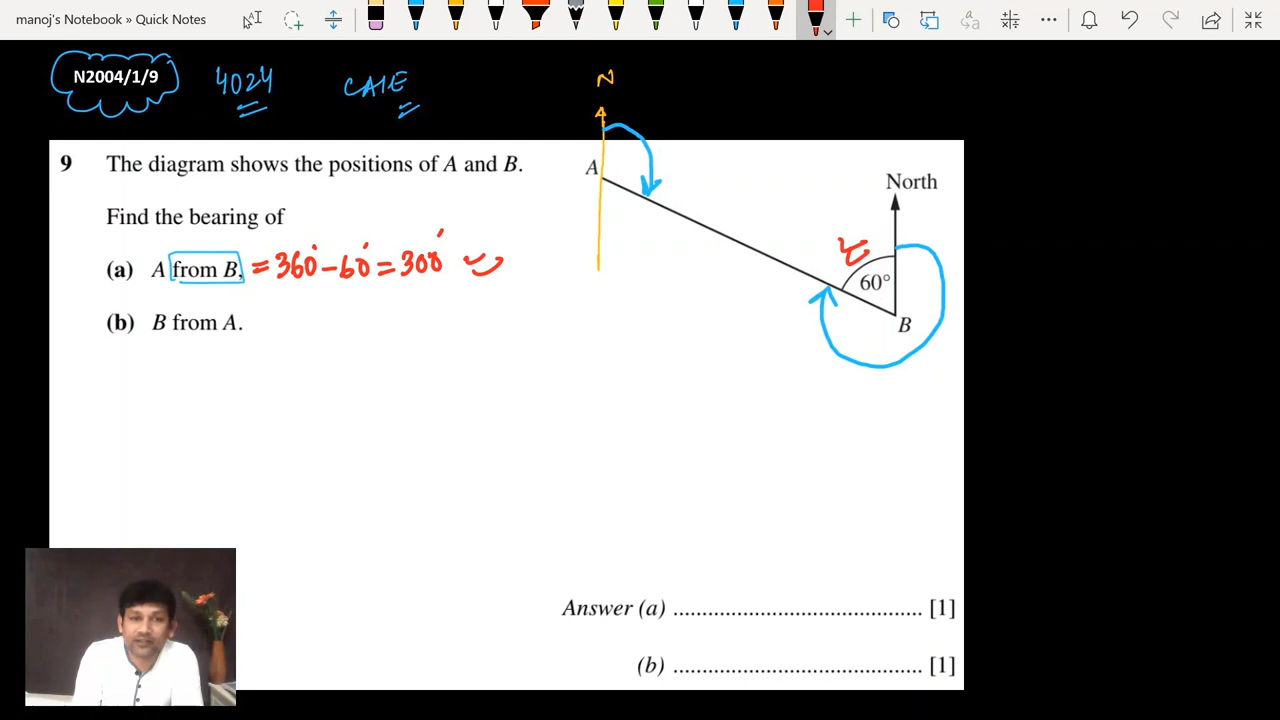 manoj's Notebook » Quick Notes
N2004/1/9 4024 CAIE
N
9 The diagram shows the positions of A and B.
A
North
Find the bearing of
(a) A from B, = 360° – 60° = 300°
60°
(b) B from A.
B
Answer (a) ............................................ [1]
(b) ............................................ [1]